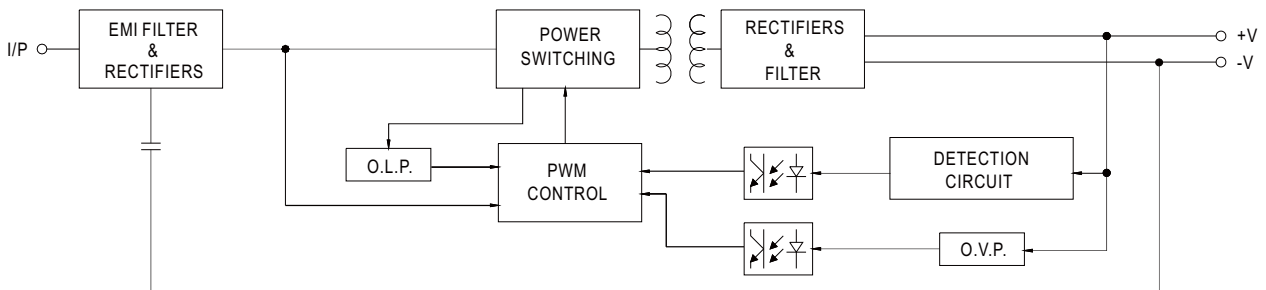 I/P
EMI FILTER
&
RECTIFIERS
POWER
SWITCHING
RECTIFIERS
&
FILTER
+V
-V
O.L.P.
PWM
CONTROL
DETECTION
CIRCUIT
O.V.P.